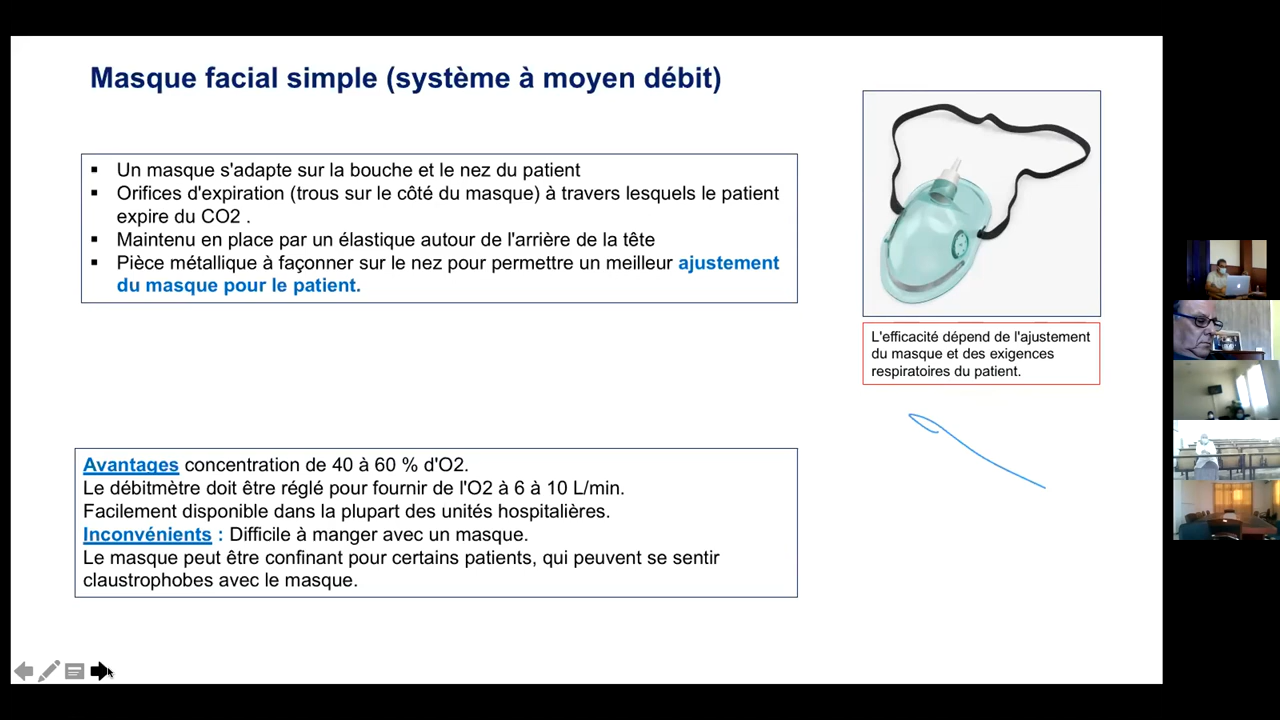 Masque facial simple (système à moyen débit)
▪ Un masque s'adapte sur la bouche et le nez du patient
▪ Orifices d'expiration (trous sur le côté du masque) à travers lesquels le patient
expire du CO2 .
▪ Maintenu en place par un élastique autour de l'arrière de la tête
▪ Pièce métallique à façonner sur le nez pour permettre un meilleur ajustement
du masque pour le patient.
L'efficacité dépend de l'ajustement
du masque et des exigences
respiratoires du patient.
Avantages concentration de 40 à 60 % d'O2.
Le débitmètre doit être réglé pour fournir de l'O2 à 6 à 10 L/min.
Facilement disponible dans la plupart des unités hospitalières.
Inconvénients : Difficile à manger avec un masque.
Le masque peut être confinant pour certains patients, qui peuvent se sentir
claustrophobes avec le masque.